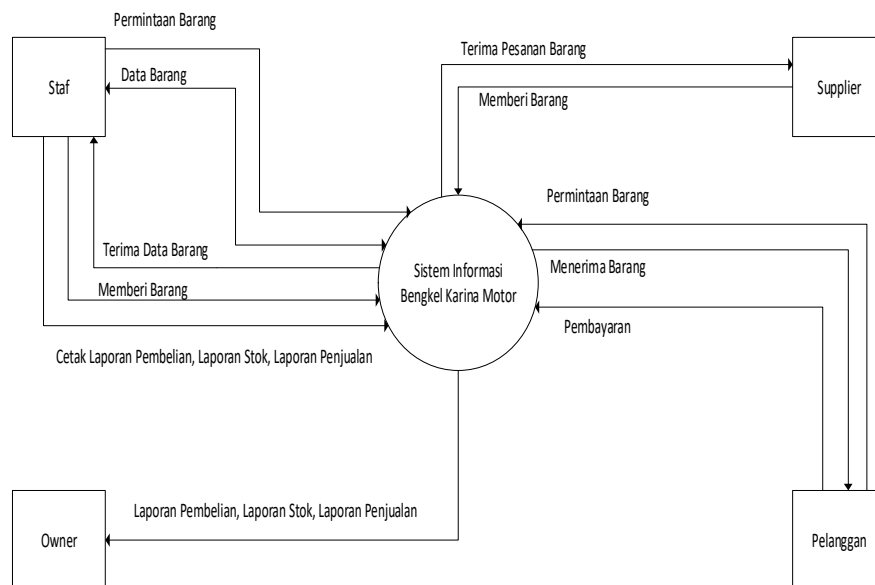 Permintaan Barang
Staf
Data Barang
Terima Pesanan Barang
Memberi Barang
Supplier
Permintaan Barang
Terima Data Barang
Memberi Barang
Sistem Informasi
Bengkel Karina Motor
Menerima Barang
Pembayaran
Cetak Laporan Pembelian, Laporan Stok, Laporan Penjualan
Laporan Pembelian, Laporan Stok, Laporan Penjualan
Owner
Pelanggan